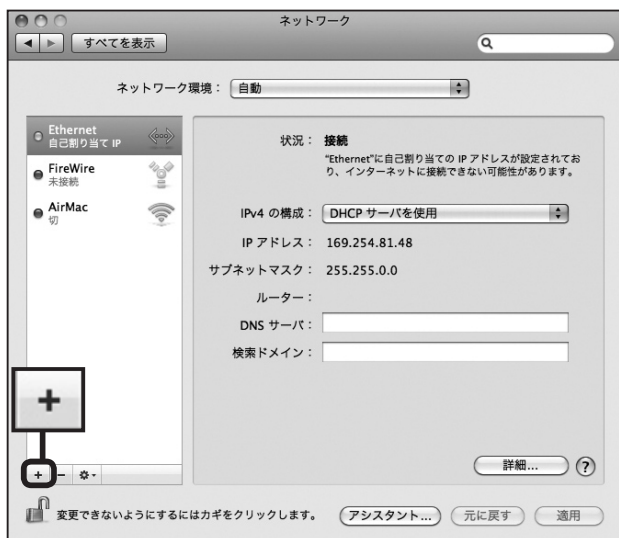 ネットワーク
すべてを表示
ネットワーク環境： 自動
Ethernet
自己割り当て IP
FireWire
未接続
AirMac
切
状況： 接続
"Ethernet"に自己割り当ての IP アドレスが設定されてお
り、インターネットに接続できない可能性があります。
IPv4 の構成： DHCP サーバを使用
IP アドレス： 169.254.81.48
サブネットマスク： 255.255.0.0
ルーター：
DNS サーバ：
検索ドメイン：
+
+ −
詳細... ?
変更できないようにするにはカギをクリックします。 アシスタント... 元に戻す 適用